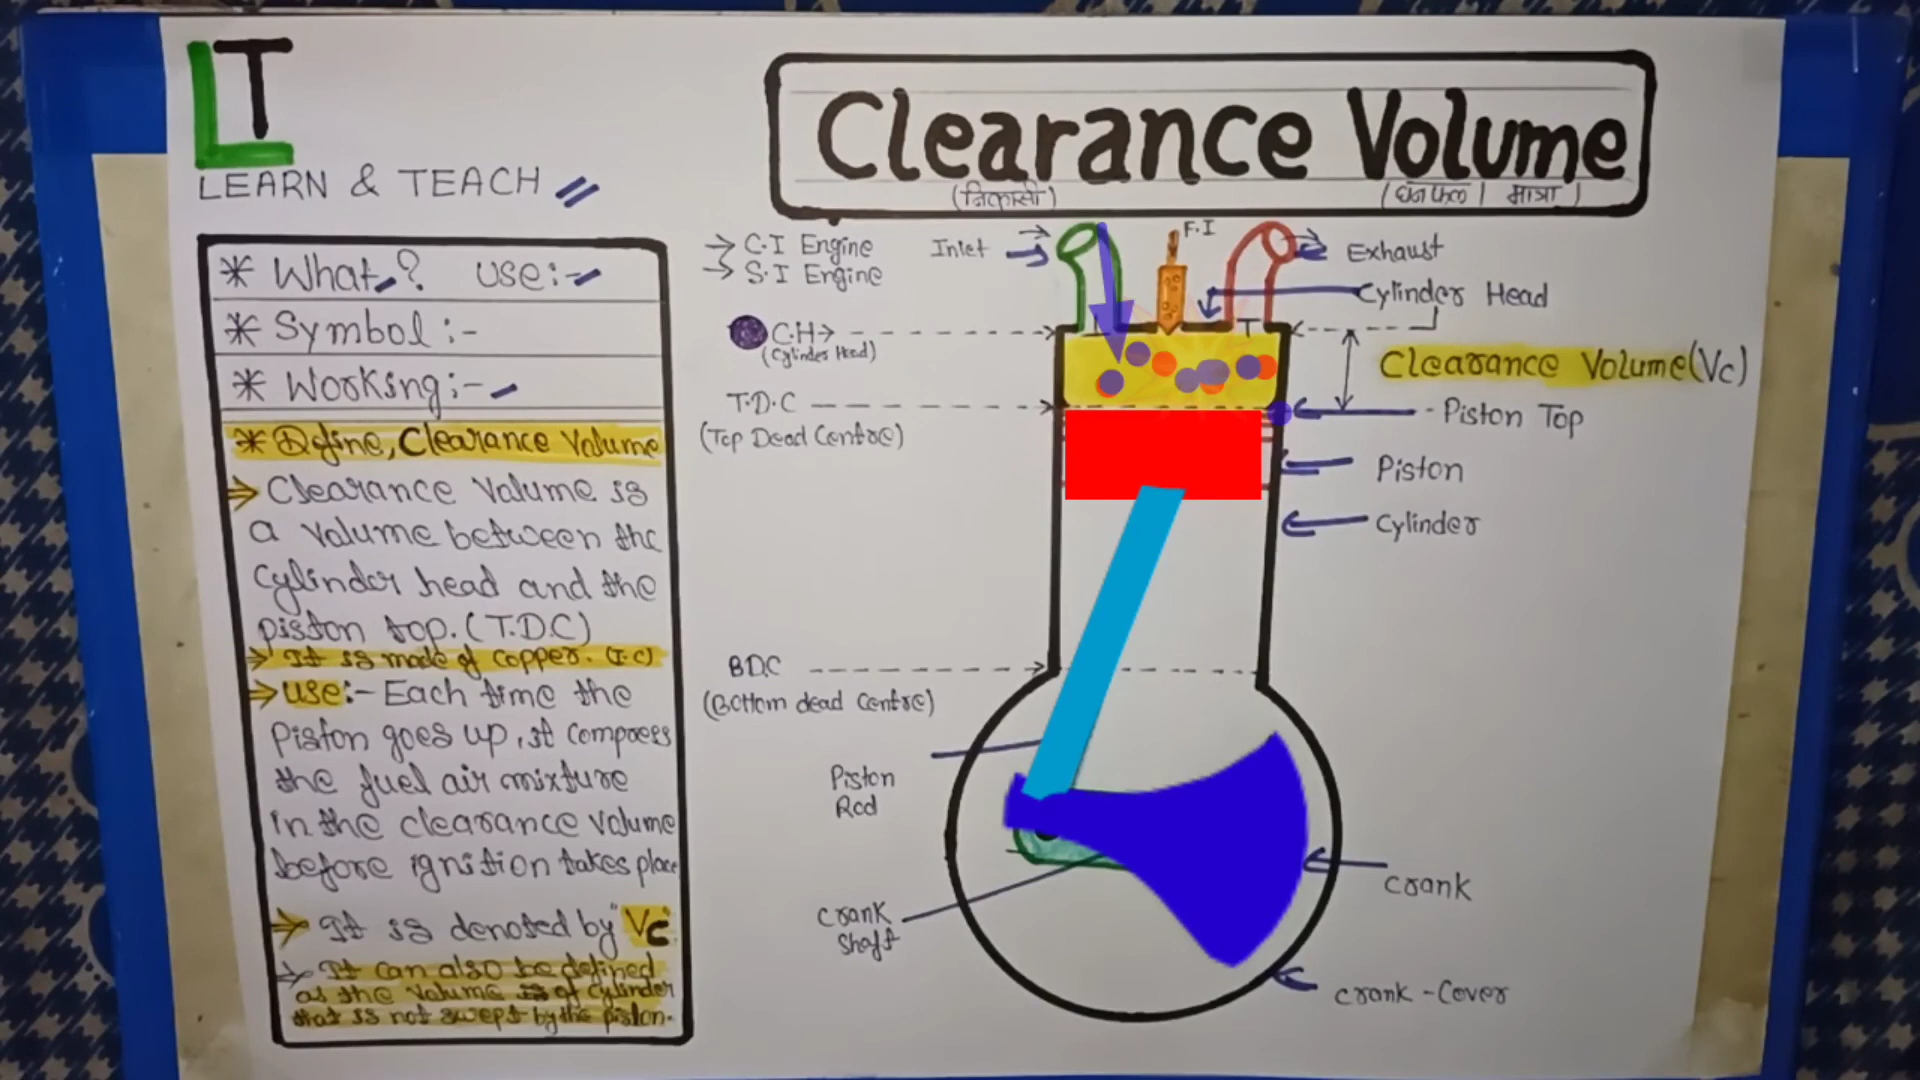 LT
LEARN & TEACH
Clearance Volume
(निकासी) (घनफल / मात्रा)
* What? Use:-
* Symbol:-
* Working:-
* Define, Clearance Volume
Clearance Volume is
a volume between the
Cylinder head and the
piston top. (T.D.C)
It is made of copper. (I.C)
Use:- Each time the
Piston goes up, it compress
the fuel air mixture
in the clearance volume
before ignition takes place
It is denoted by "Vc"
It can also be defined
as the volume is of cylinder
that is not swept by the piston.
C.I Engine
S.I Engine
Inlet
F.I
Exhaust
Cylinder Head
C.H
(Cylinder Head)
Clearance Volume (Vc)
T.D.C
(Top Dead Centre)
Piston Top
Piston
Cylinder
B.D.C
(Bottom dead Centre)
Piston
Rod
Crank
Shaft
Crank
Crank-Cover